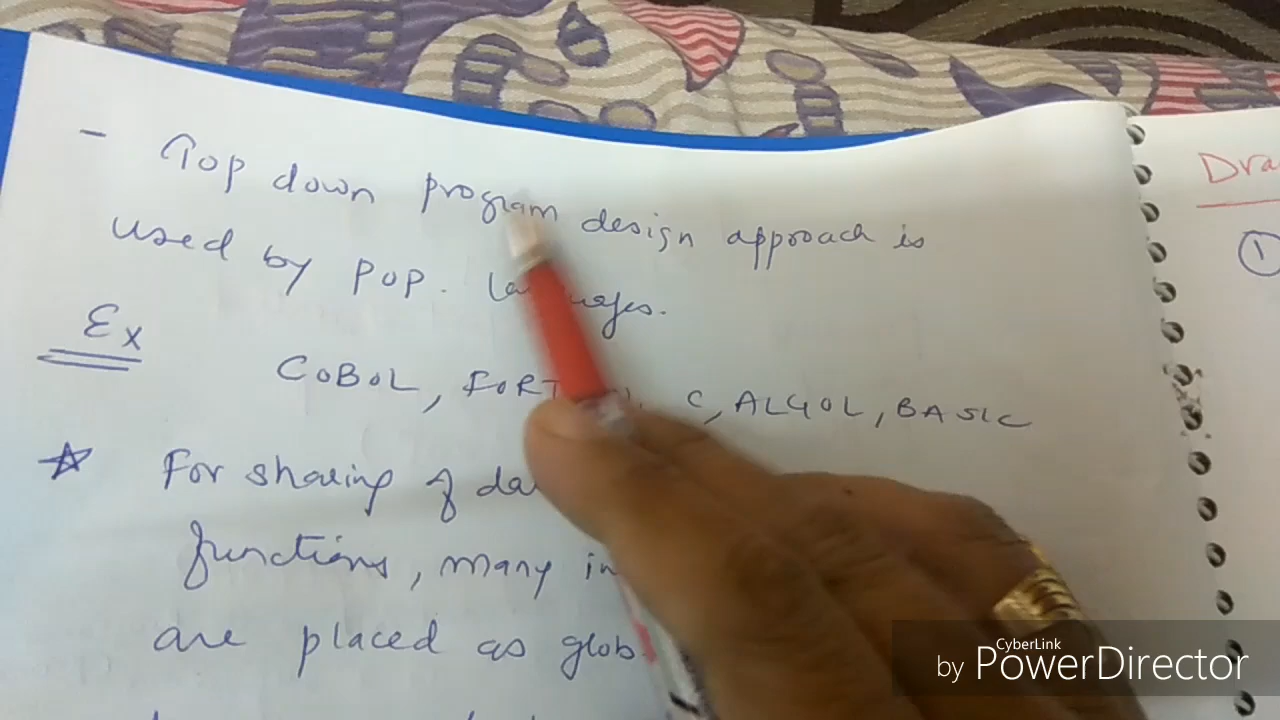 - Top down program design approach is
used by POP. languages.
Ex
COBOL, C, ALGOL, BASIC
☆ For sharing of
functions, many
are placed as
Dra
①
CyberLink
by PowerDirector